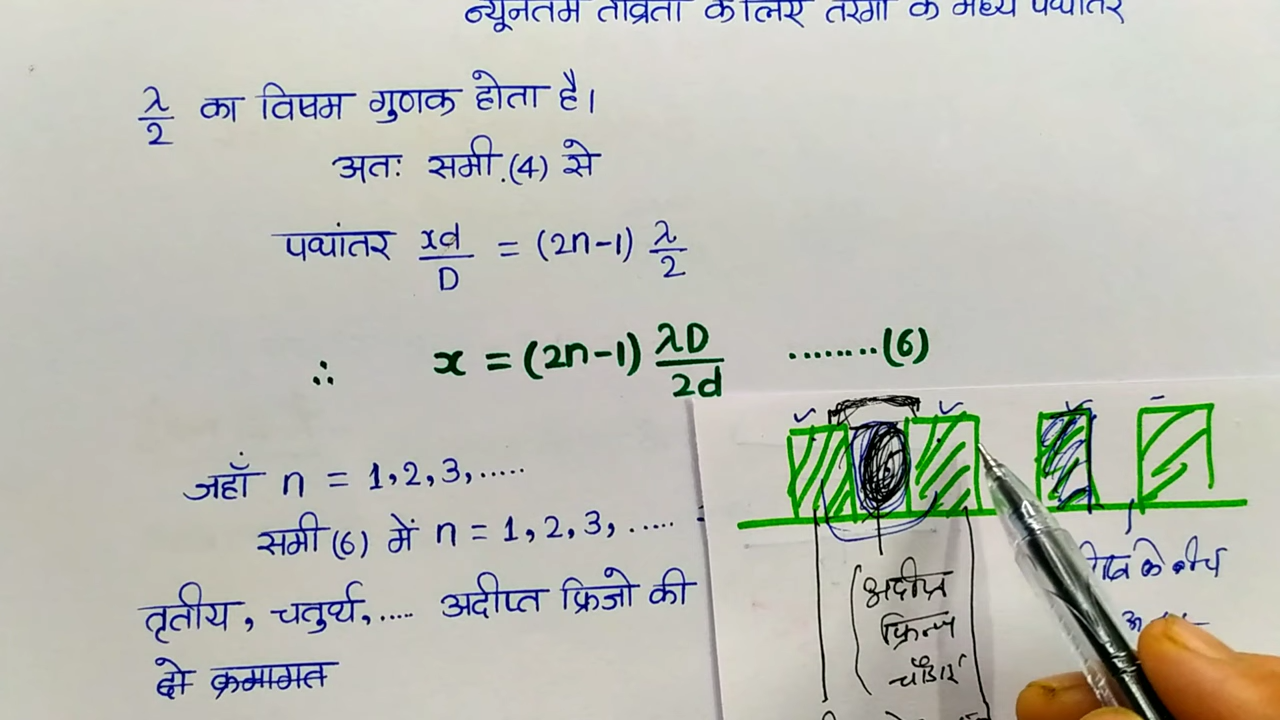 न्यूनतम तीव्रता के लिए तरंगों के मध्य पथांतर
λ/2 का विषम गुणक होता है।
अतः समी.(4) से
पथांतर xd/D = (2n-1) λ/2
∴ x = (2n-1) λD/2d ........(6)
जहाँ n = 1,2,3,.....
समी(6) में n = 1,2,3, .....
तृतीय, चतुर्थ,.... अदीप्त फ्रिंजो की
दो क्रमागत
अदीप्त
फ्रिन्ज
चौड़ाई
के बीच